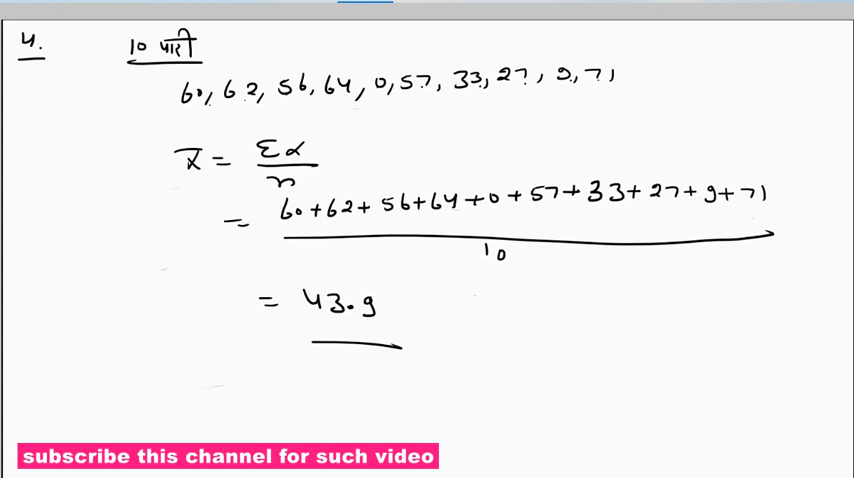 4. 10 पारी
60, 62, 56, 64, 0, 57, 33, 27, 9, 71
x̄ = Σx/n
= 60+62+56+64+0+57+33+27+9+71
10
= 43.9
subscribe this channel for such video